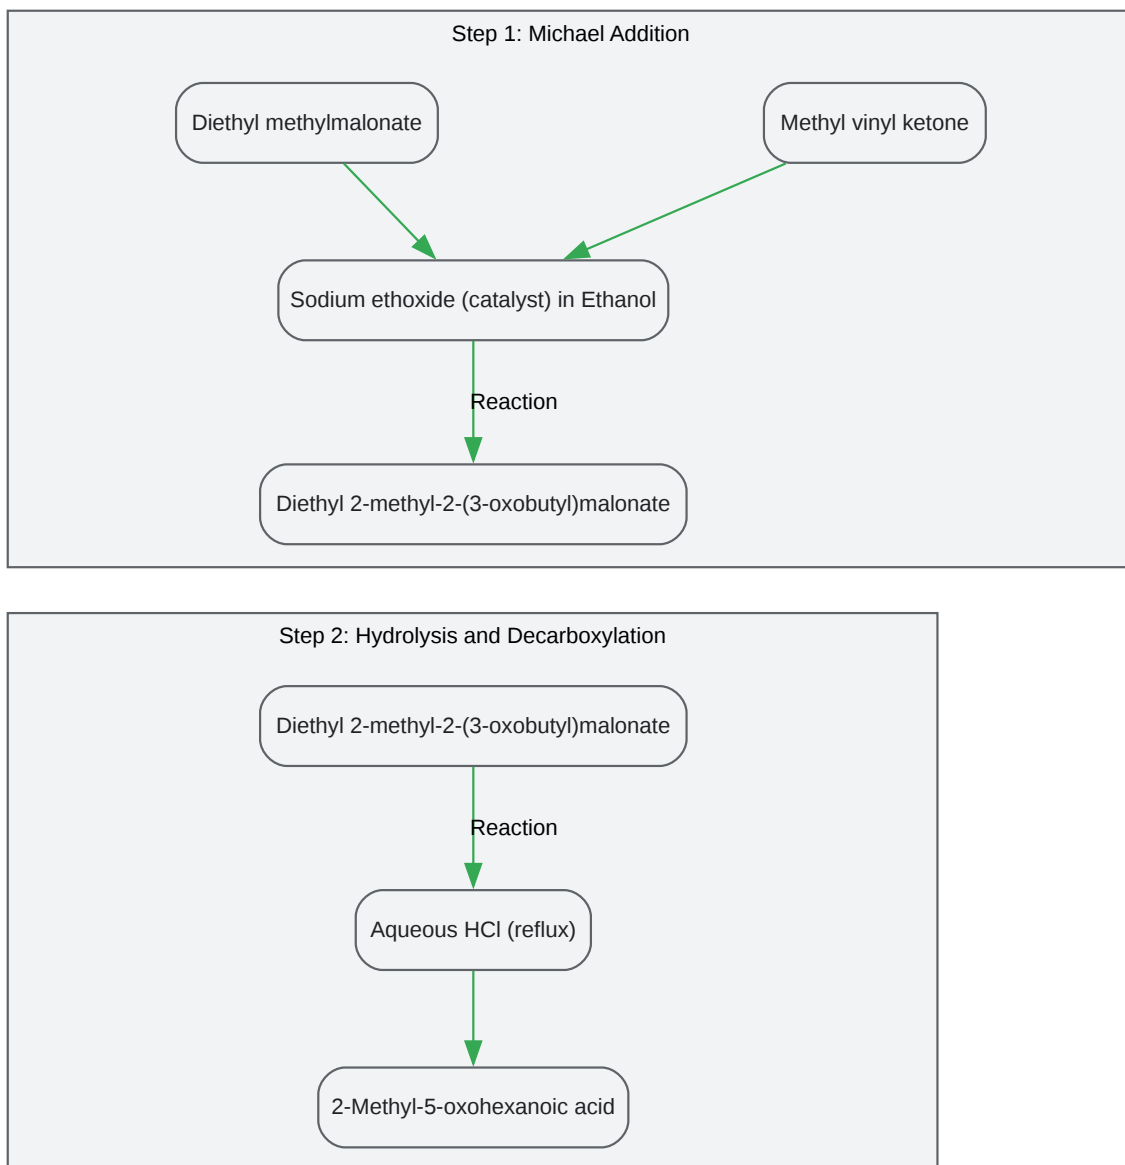 Step 1: Michael Addition
Diethyl methylmalonate
Methyl vinyl ketone
Sodium ethoxide (catalyst) in Ethanol
Reaction
Diethyl 2-methyl-2-(3-oxobutyl)malonate
Step 2: Hydrolysis and Decarboxylation
Diethyl 2-methyl-2-(3-oxobutyl)malonate
Reaction
Aqueous HCl (reflux)
2-Methyl-5-oxohexanoic acid